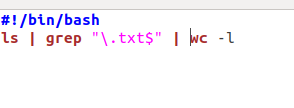 #!/bin/bash
ls | grep "\.txt$" | wc -l